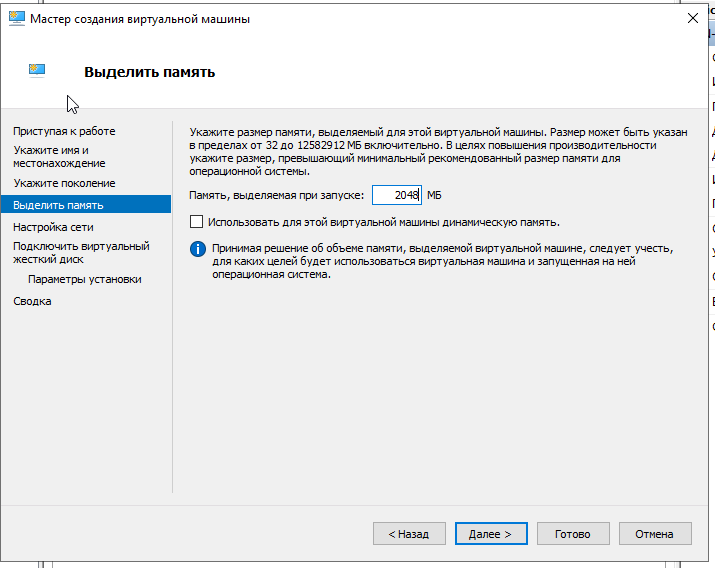 Мастер создания виртуальной машины
Выделить память
Приступая к работе
Укажите имя и
местонахождение
Укажите поколение
Выделить память
Настройка сети
Подключить виртуальный
жесткий диск
Параметры установки
Сводка
Укажите размер памяти, выделяемый для этой виртуальной машины. Размер может быть указан
в пределах от 32 до 12582912 МБ включительно. В целях повышения производительности
укажите размер, превышающий минимальный рекомендованный размер памяти для
операционной системы.
Память, выделяемая при запуске: 2048 МБ
Использовать для этой виртуальной машины динамическую память.
Принимая решение об объеме памяти, выделяемой виртуальной машине, следует учесть,
для каких целей будет использоваться виртуальная машина и запущенная на ней
операционная система.
< Назад
Далее >
Готово
Отмена